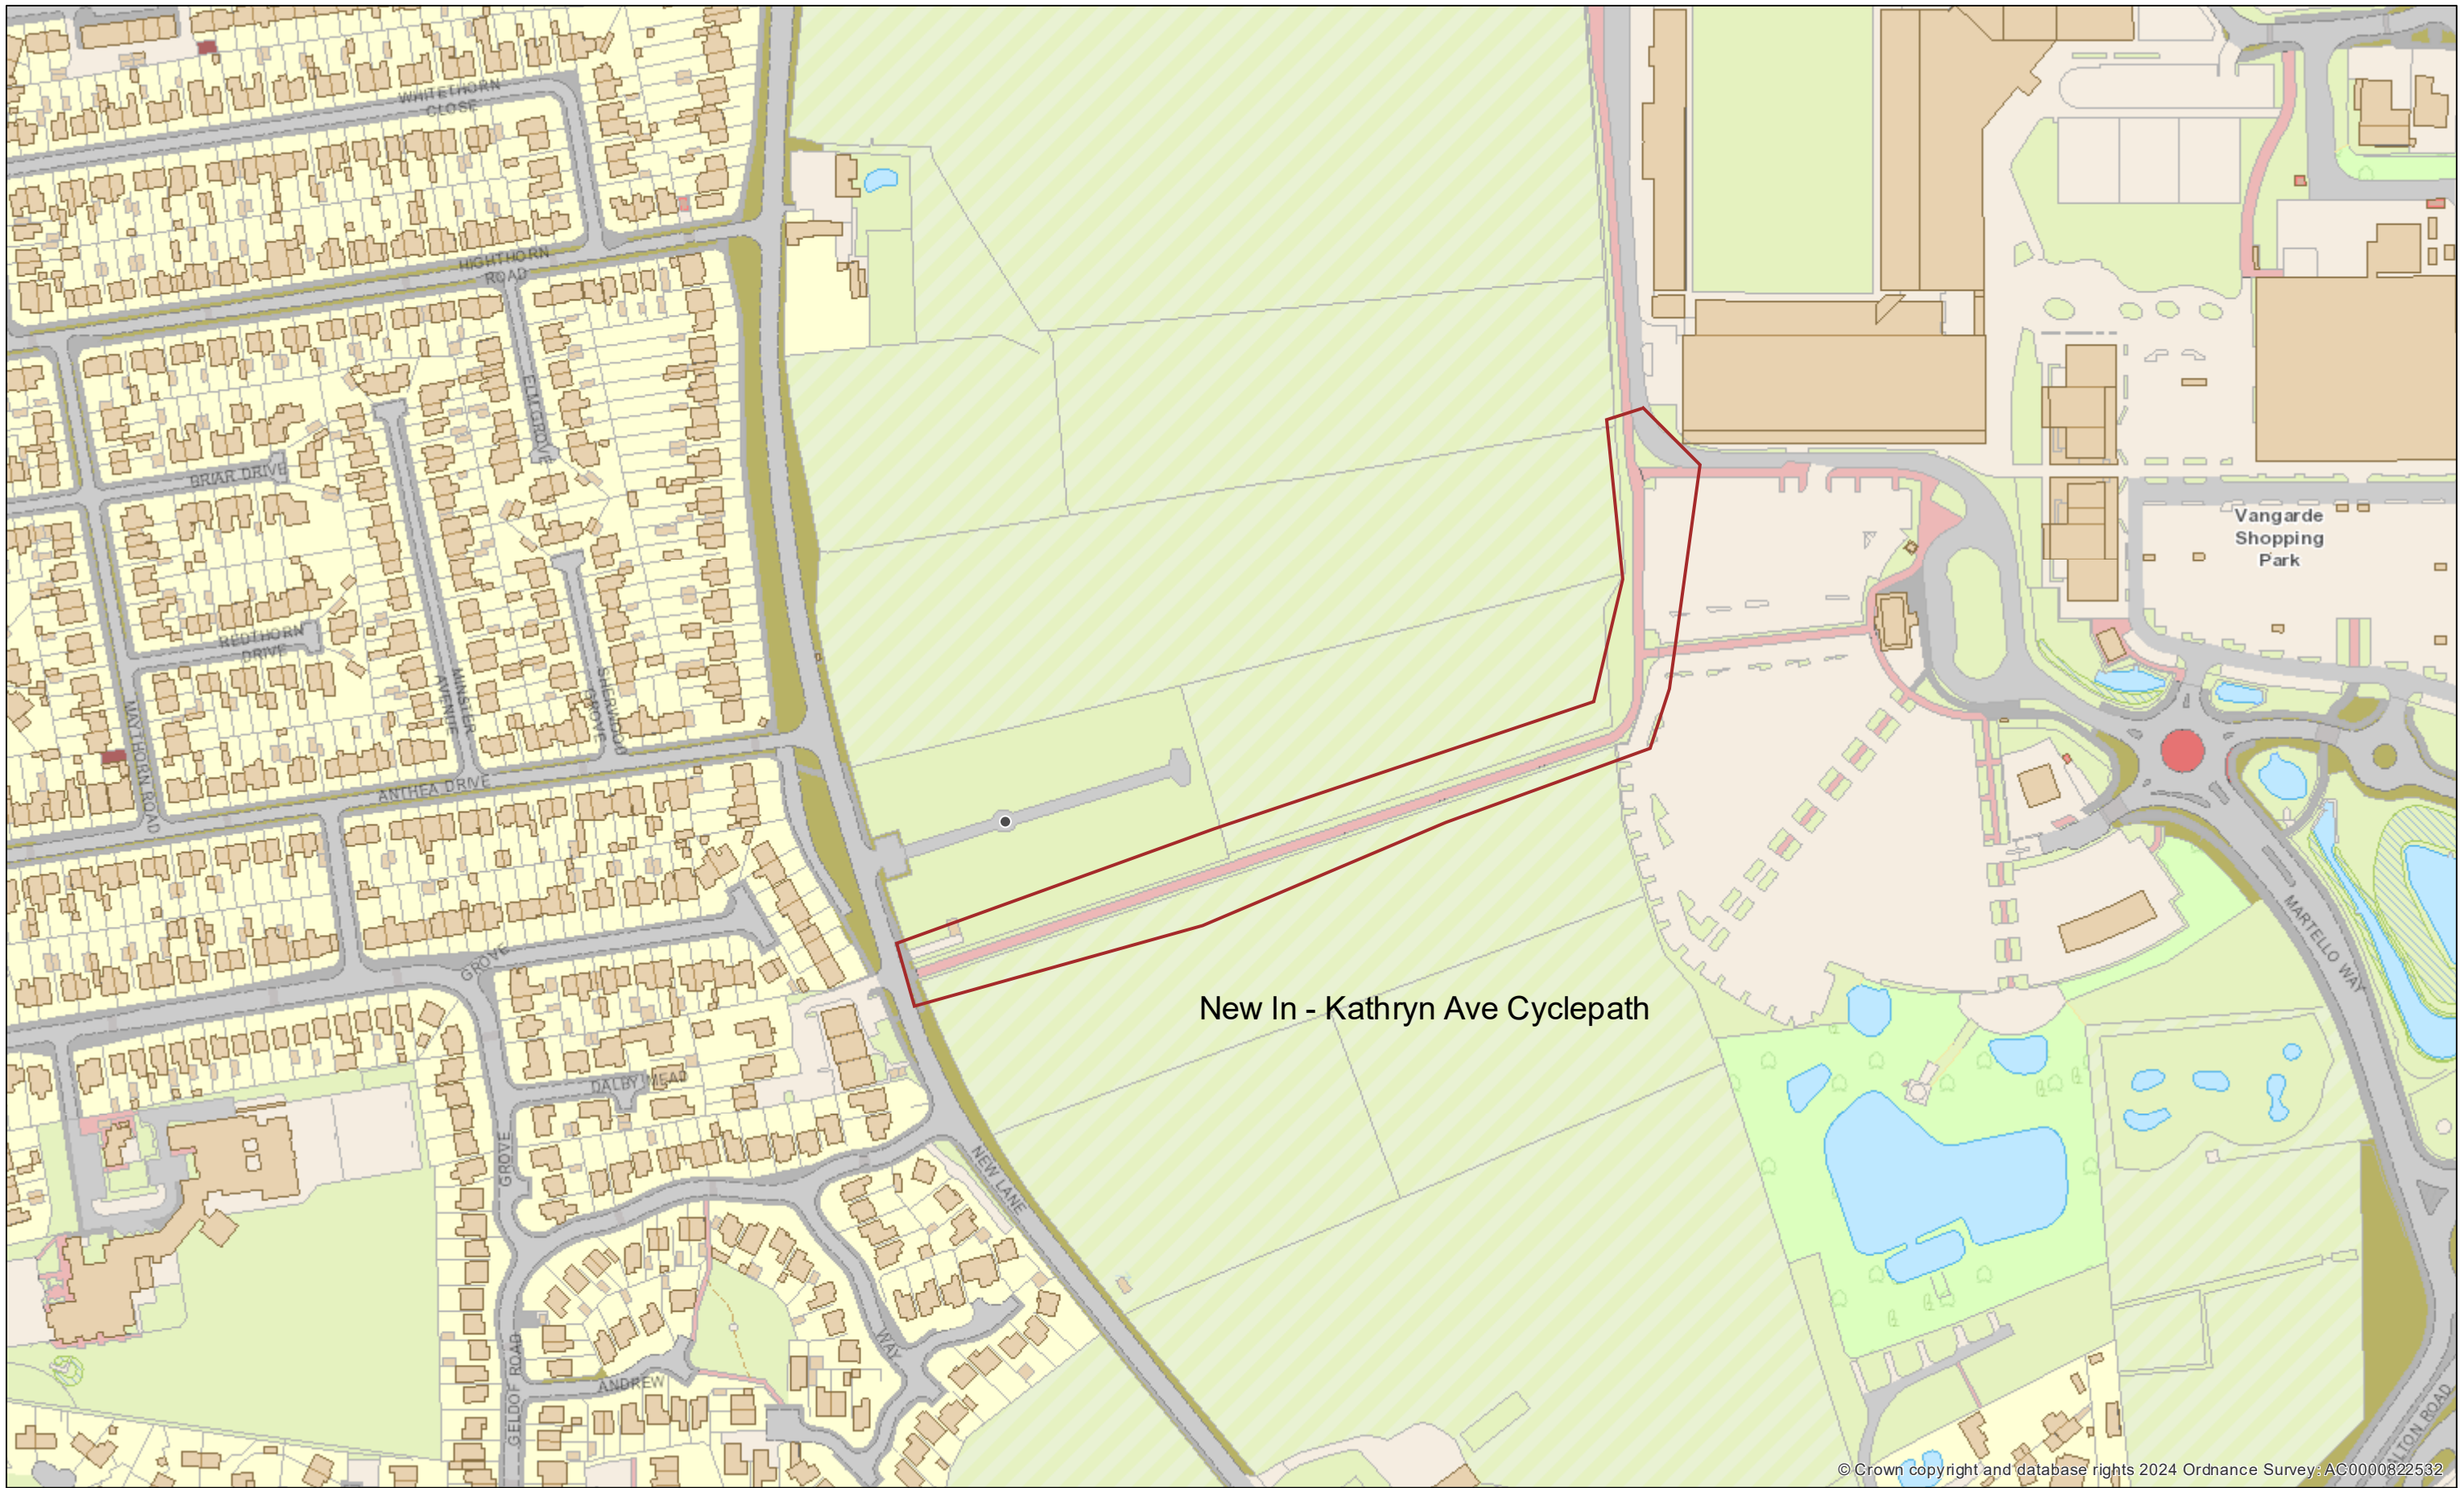 WHITETHORN
CLOSE
HIGHTHORN
ROAD
ELM GROVE
BRIAR DRIVE
Vangarde
Shopping
Park
REDTHORN
DRIVE
MINSTER
AVENUE
SHERWOOD
GROVE
MAYTHORN ROAD
ANTHEA DRIVE
GROVE
MARTELLO WAY
New In - Kathryn Ave Cyclepath
DALBY MEAD
GROVE
NEW LANE
WAY
GELDOF ROAD
ANDREW
ALTON ROAD
© Crown copyright and database rights 2024 Ordnance Survey: AC0000822532